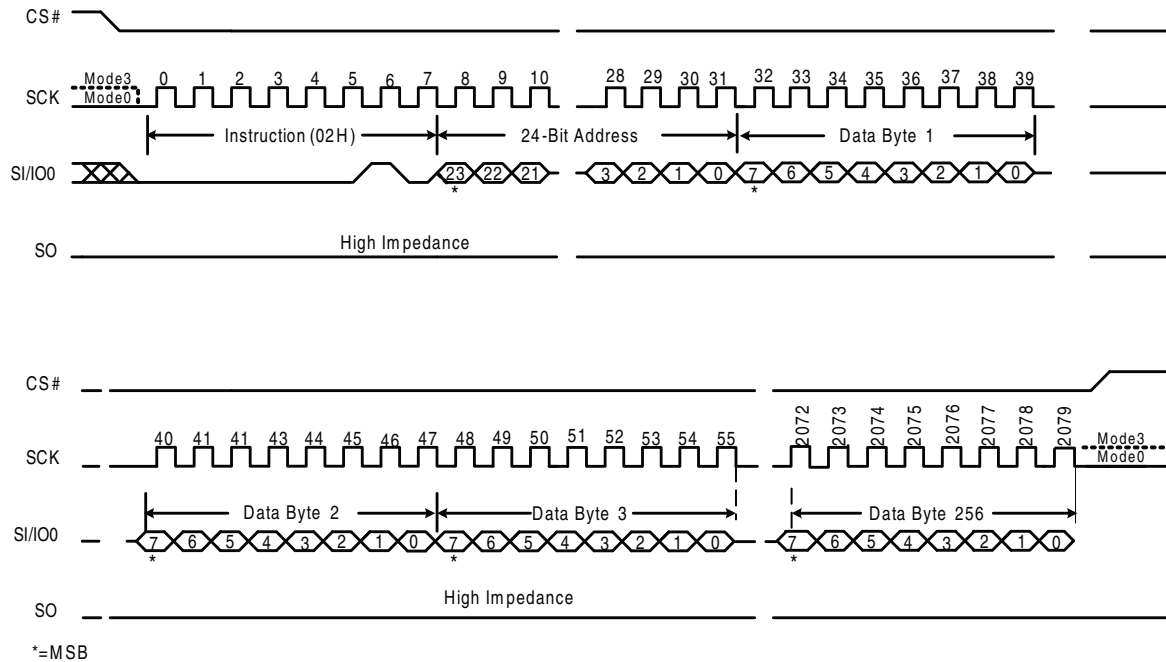 CS#
Mode3 0 1 2 3 4 5 6 7 8 9 10 28 29 30 31 32 33 34 35 36 37 38 39
SCK Mode0
Instruction (02H) 24-Bit Address Data Byte 1
SI/IO0 23 22 21 3 2 1 0 7 6 5 4 3 2 1 0
* *
High Impedance
SO
CS#
40 41 41 43 44 45 46 47 48 49 50 51 52 53 54 55 2072 2073 2074 2075 2076 2077 2078 2079 Mode3
SCK Mode0
Data Byte 2 Data Byte 3 Data Byte 256
SI/IO0 7 6 5 4 3 2 1 0 7 6 5 4 3 2 1 0 7 6 5 4 3 2 1 0
* * *
High Impedance
SO
*=MSB